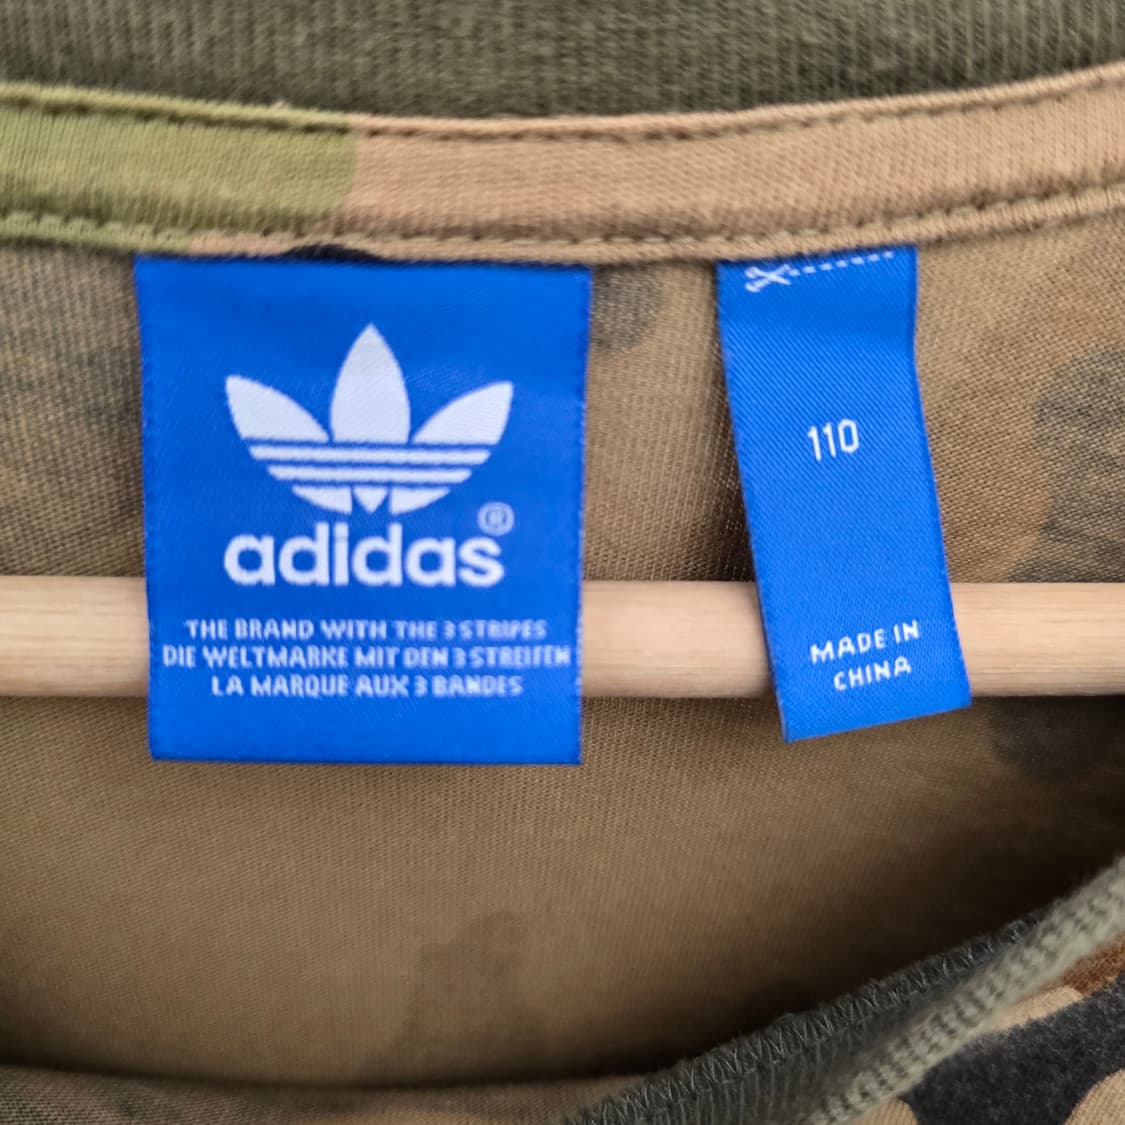 adidas®
THE BRAND WITH THE 3 STRIPES
DIE WELTMARKE MIT DEN 3 STREIFEN
LA MARQUE AUX 3 BANDES
110
MADE IN
CHINA